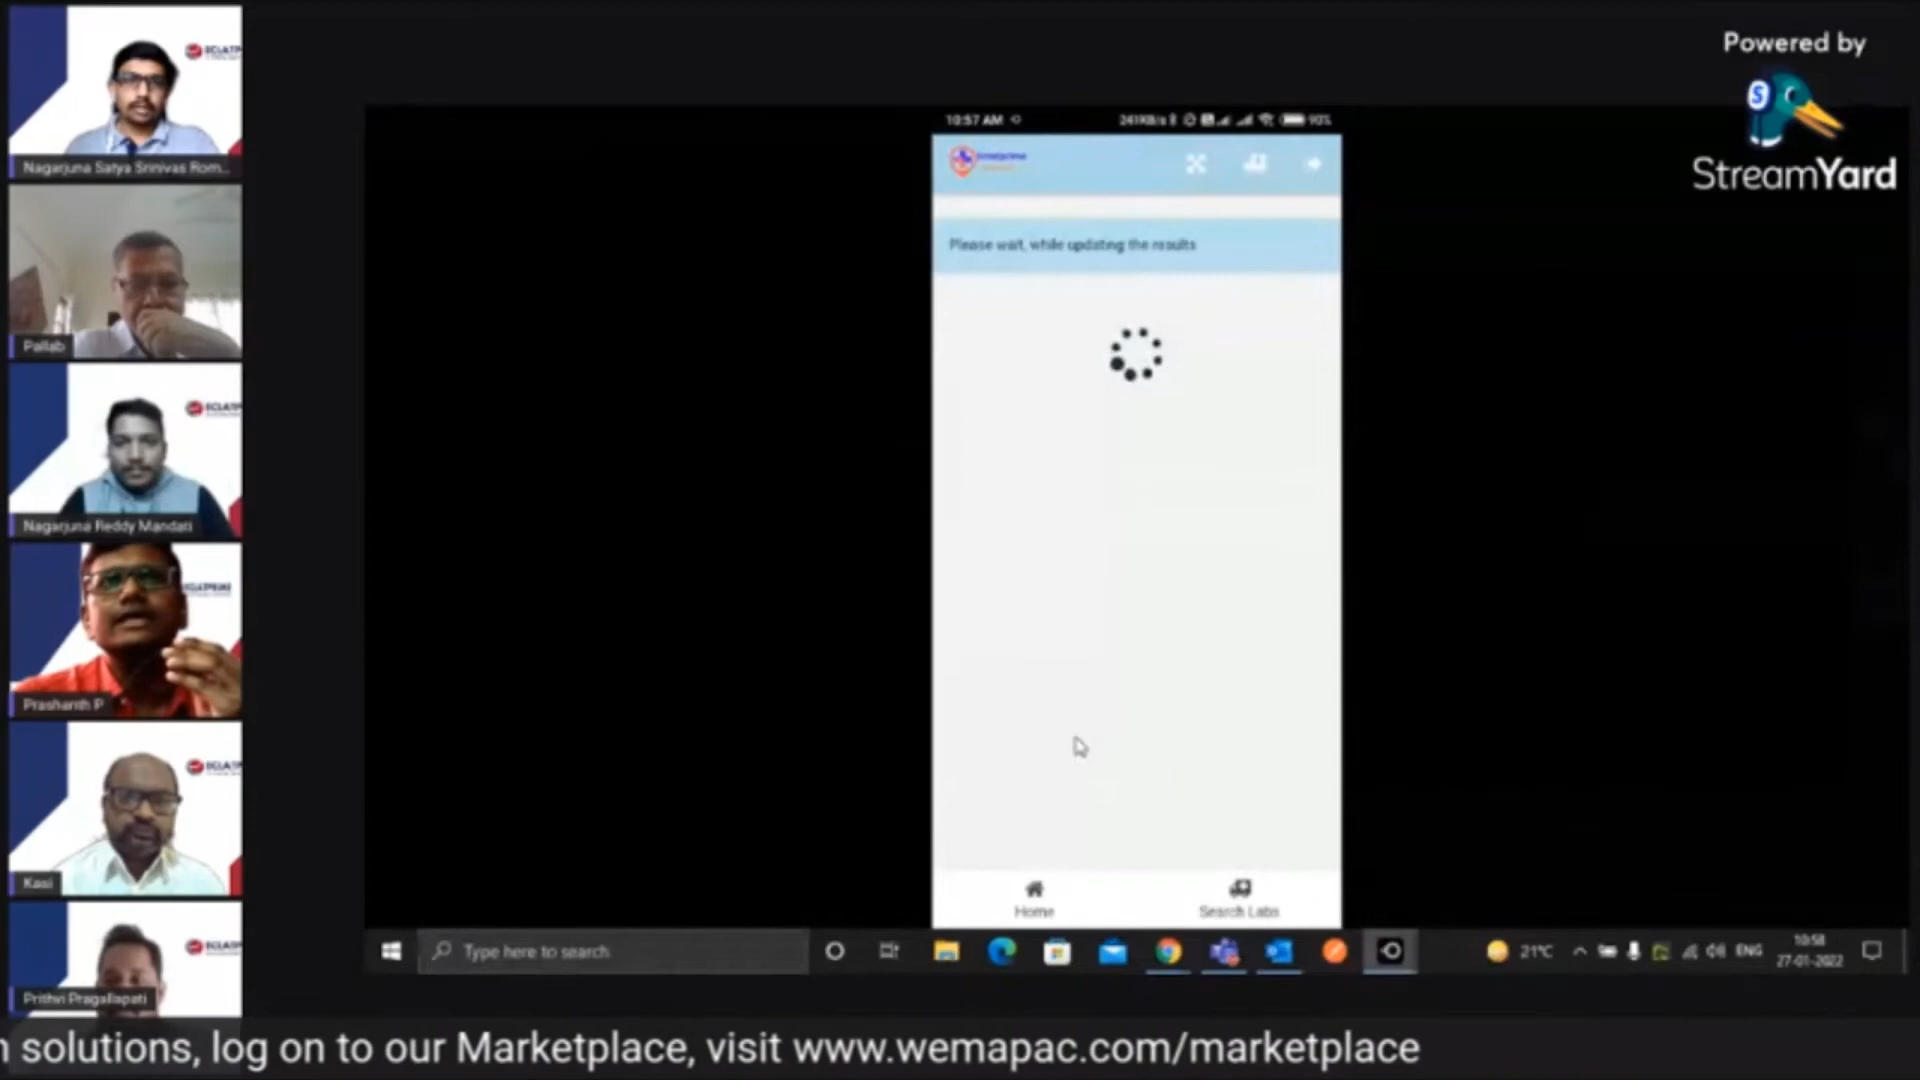 Powered by
StreamYard
Nagarjuna Satya Srinivas Rom...
Pallab
Nagarjuna Reddy Mandati
Prashanth P
Kasi
Prithvi Pragallapati
10:57 AM
90%
Please wait, while updating the results
Home
Search Labs
Type here to search
21°C
ENG
10:58
27-01-2022
solutions, log on to our Marketplace, visit www.wemapac.com/marketplace